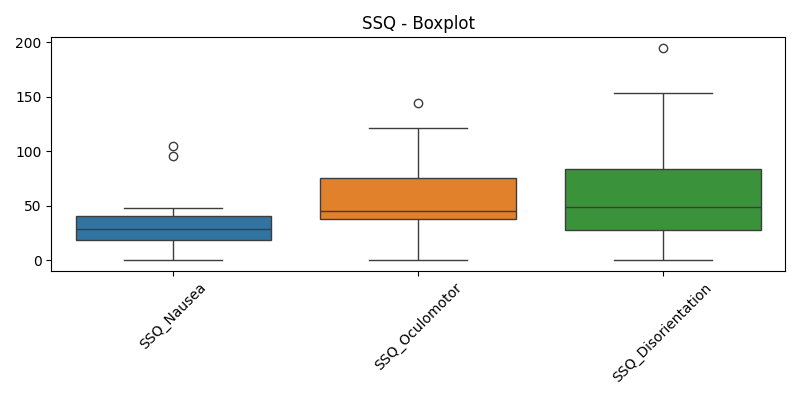 SSQ - Boxplot
200
150
100
50
0
SSQ_Nausea
SSQ_Oculomotor
SSQ_Disorientation